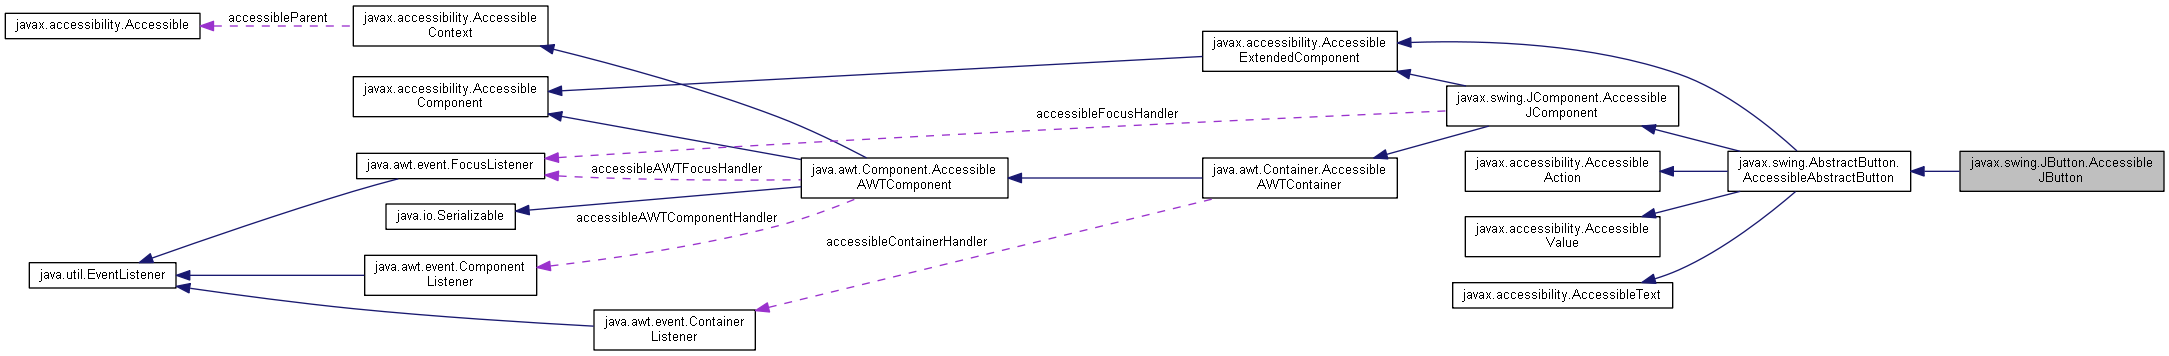 javax.accessibility.Accessible
accessibleParent
javax.accessibility.Accessible
Context
javax.accessibility.Accessible
Component
javax.accessibility.Accessible
ExtendedComponent
javax.swing.JComponent.Accessible
JComponent
accessibleFocusHandler
java.awt.event.FocusListener
accessibleAWTFocusHandler
java.awt.Component.Accessible
AWTComponent
java.awt.Container.Accessible
AWTContainer
javax.accessibility.Accessible
Action
javax.swing.AbstractButton.
AccessibleAbstractButton
javax.swing.JButton.Accessible
JButton
java.io.Serializable
accessibleAWTComponentHandler
accessibleContainerHandler
javax.accessibility.Accessible
Value
java.util.EventListener
java.awt.event.Component
Listener
javax.accessibility.AccessibleText
java.awt.event.Container
Listener